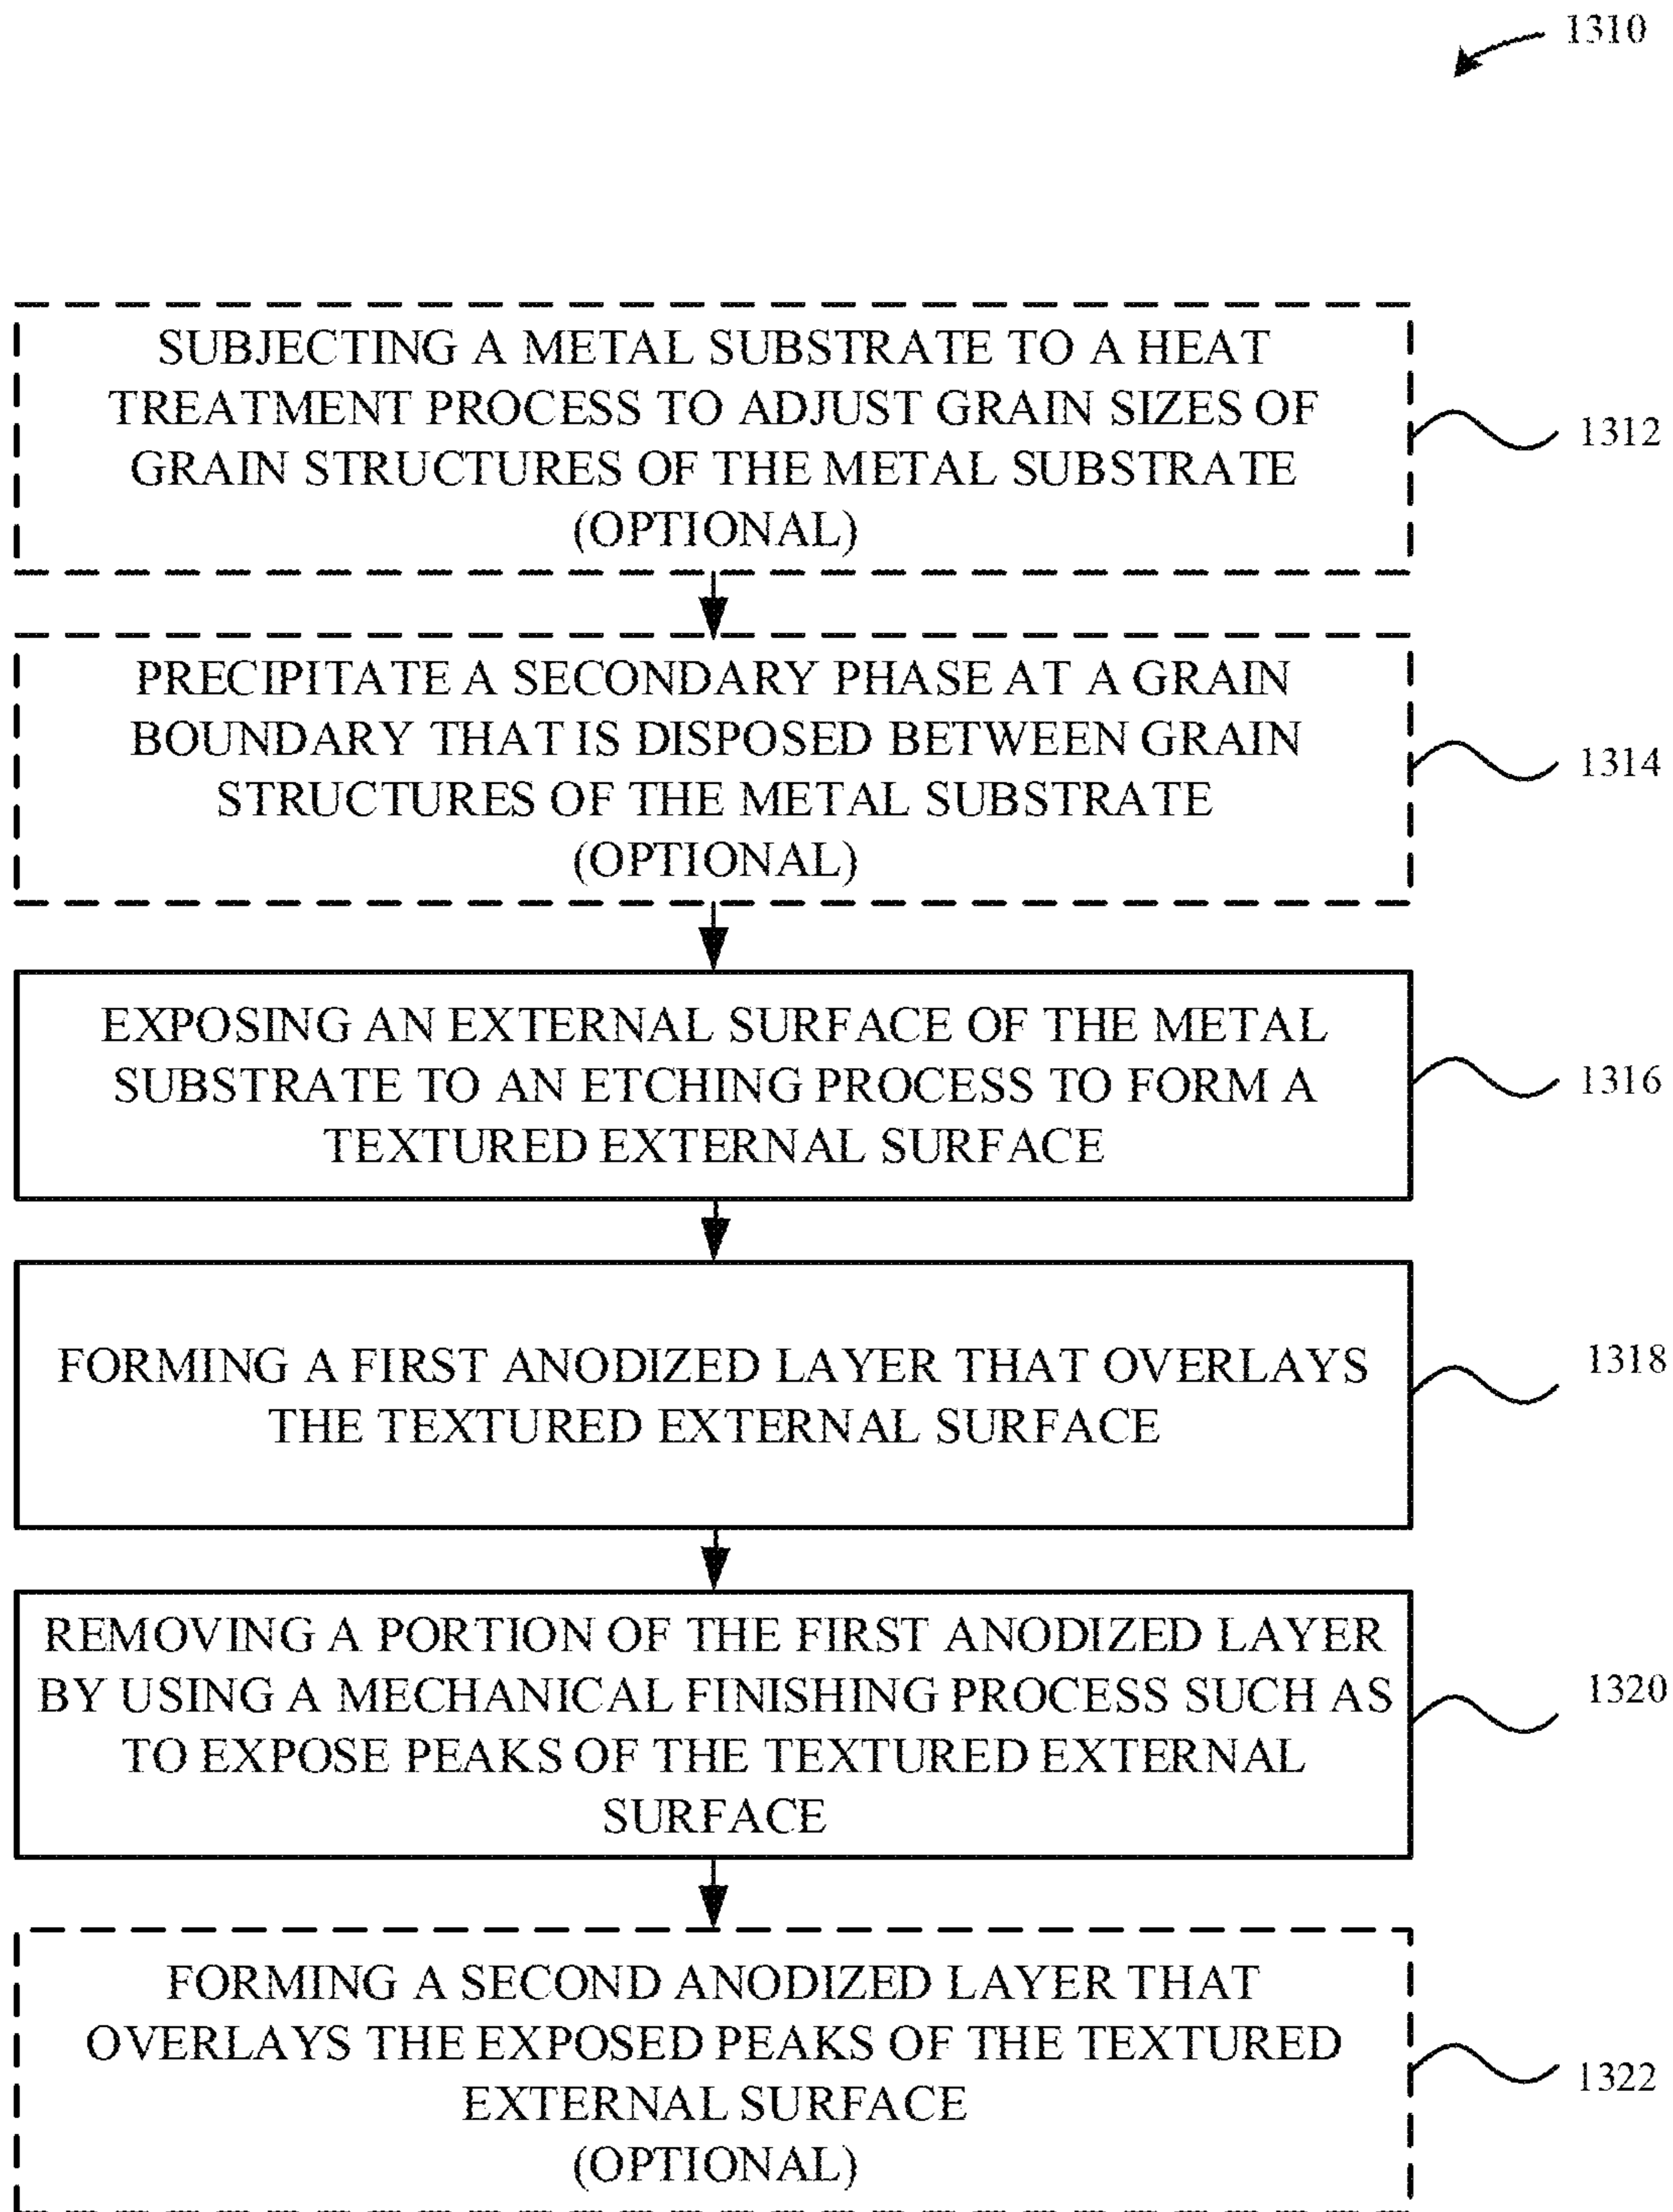 1310
SUBJECTING A METAL SUBSTRATE TO A HEAT
TREATMENT PROCESS TO ADJUST GRAIN SIZES OF
GRAIN STRUCTURES OF THE METAL SUBSTRATE
(OPTIONAL)
1312
PRECIPITATE A SECONDARY PHASE AT A GRAIN
BOUNDARY THAT IS DISPOSED BETWEEN GRAIN
STRUCTURES OF THE METAL SUBSTRATE
(OPTIONAL)
1314
EXPOSING AN EXTERNAL SURFACE OF THE METAL
SUBSTRATE TO AN ETCHING PROCESS TO FORM A
TEXTURED EXTERNAL SURFACE
1316
FORMING A FIRST ANODIZED LAYER THAT OVERLAYS
THE TEXTURED EXTERNAL SURFACE
1318
REMOVING A PORTION OF THE FIRST ANODIZED LAYER
BY USING A MECHANICAL FINISHING PROCESS SUCH AS
TO EXPOSE PEAKS OF THE TEXTURED EXTERNAL
SURFACE
1320
FORMING A SECOND ANODIZED LAYER THAT
OVERLAYS THE EXPOSED PEAKS OF THE TEXTURED
EXTERNAL SURFACE
(OPTIONAL)
1322